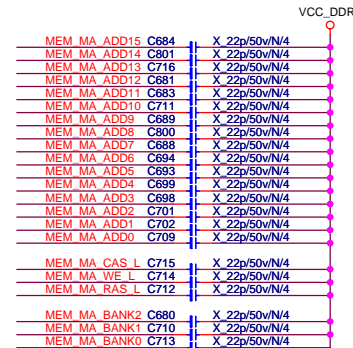 VCC_DDR
MEM_MA_ADD15 C684 X_22p/50v/N/4
MEM_MA_ADD14 C801 X_22p/50v/N/4
MEM_MA_ADD13 C716 X_22p/50v/N/4
MEM_MA_ADD12 C681 X_22p/50v/N/4
MEM_MA_ADD11 C683 X_22p/50v/N/4
MEM_MA_ADD10 C711 X_22p/50v/N/4
MEM_MA_ADD9 C689 X_22p/50v/N/4
MEM_MA_ADD8 C800 X_22p/50v/N/4
MEM_MA_ADD7 C688 X_22p/50v/N/4
MEM_MA_ADD6 C694 X_22p/50v/N/4
MEM_MA_ADD5 C693 X_22p/50v/N/4
MEM_MA_ADD4 C699 X_22p/50v/N/4
MEM_MA_ADD3 C698 X_22p/50v/N/4
MEM_MA_ADD2 C701 X_22p/50v/N/4
MEM_MA_ADD1 C702 X_22p/50v/N/4
MEM_MA_ADD0 C709 X_22p/50v/N/4
MEM_MA_CAS_L C715 X_22p/50v/N/4
MEM_MA_WE_L C714 X_22p/50v/N/4
MEM_MA_RAS_L C712 X_22p/50v/N/4
MEM_MA_BANK2 C680 X_22p/50v/N/4
MEM_MA_BANK1 C710 X_22p/50v/N/4
MEM_MA_BANK0 C713 X_22p/50v/N/4